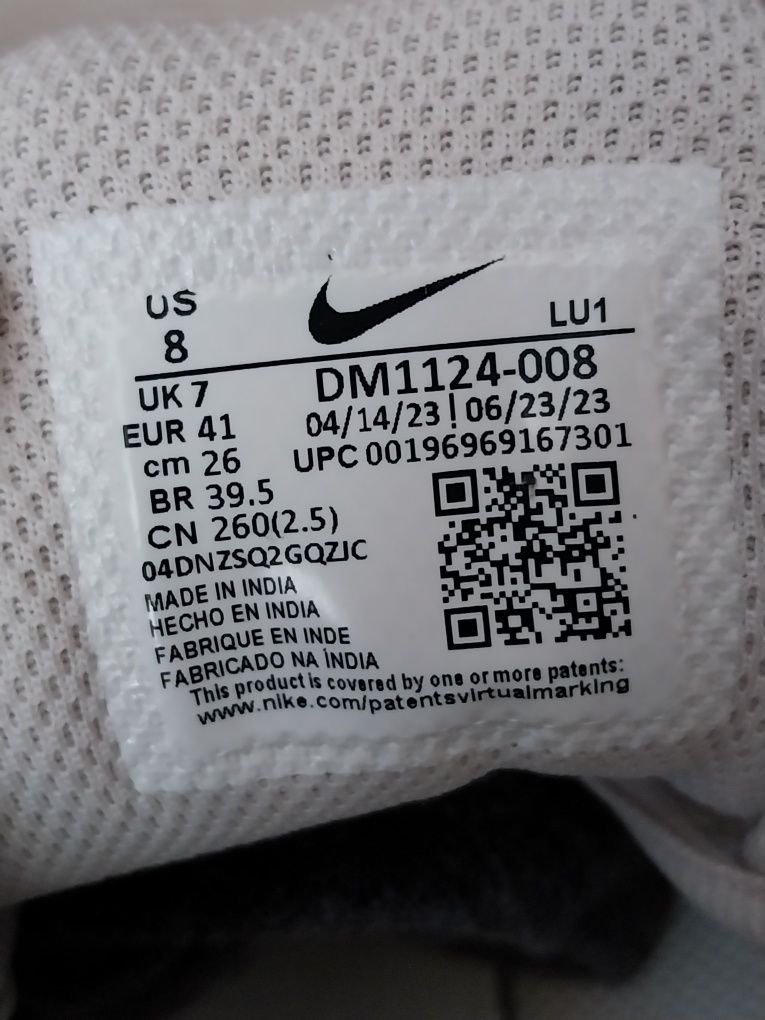 US
8
LU1
UK 7
EUR 41
cm 26
BR 39.5
CN 260(2.5)
04DNZSQ2GQZJC
DM1124-008
04/14/23 | 06/23/23
UPC 00196969167301
MADE IN INDIA
HECHO EN INDIA
FABRIQUE EN INDE
FABRICADO NA ÍNDIA
This product is covered by one or more patents:
www.nike.com/patentsvirtualmarking